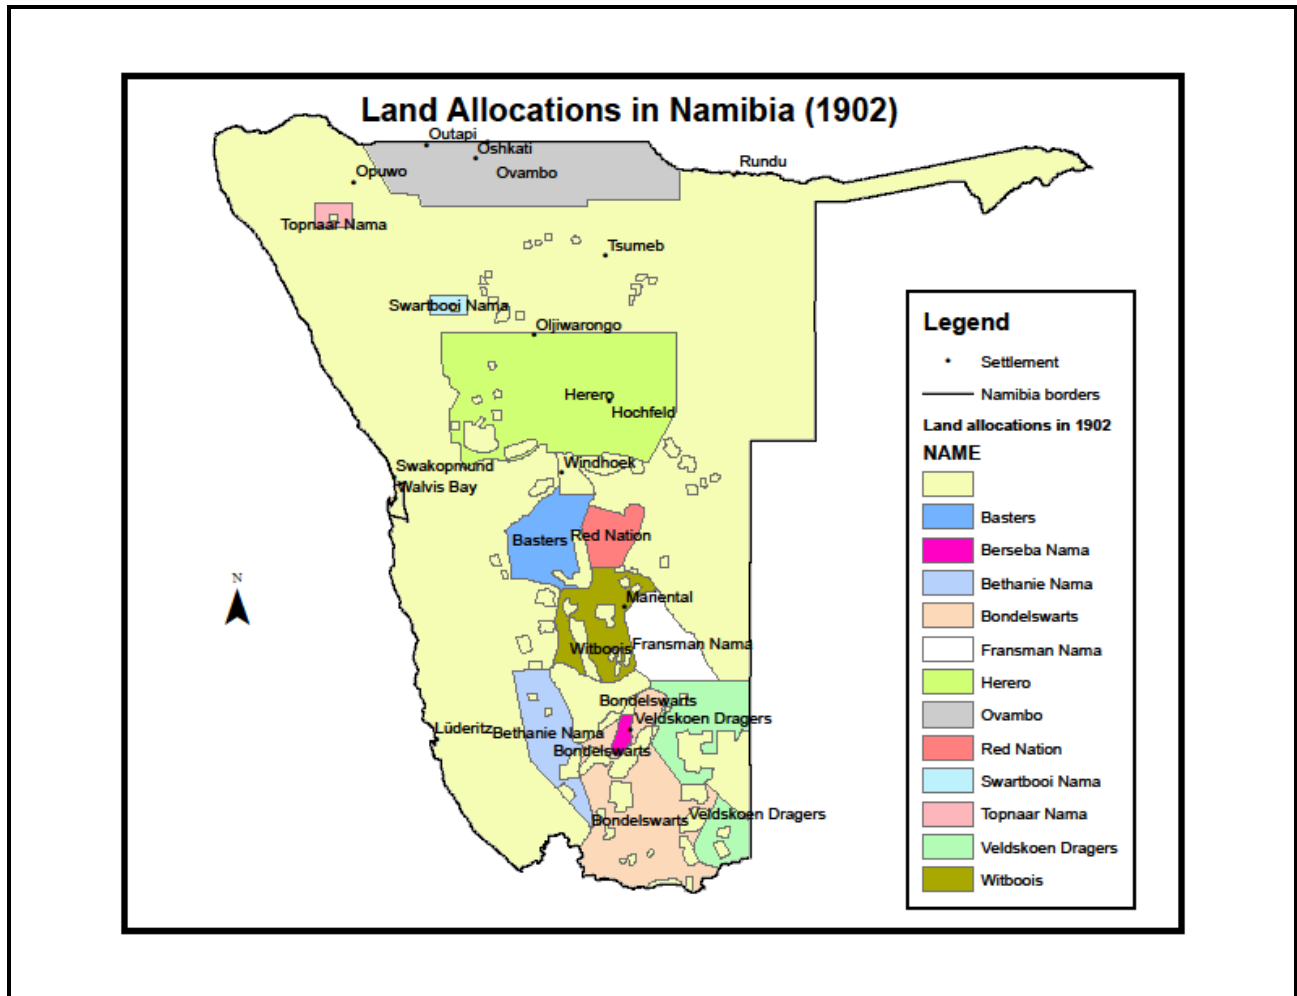 Land Allocations in Namibia (1902)
Outapi
Oshkati
Ovambo
Rundu
Opuwo
Topnaar Nama
Tsumeb
Swartbooi Nama
Oljiwarongo
Herero
Hochfeld
Windhoek
Swakopmund
Walvis Bay
Basters
Red Nation
Mariental
Witboois
Fransman Nama
Bondelswarts
Veldskoen Dragers
Lüderitz
Bethanie Nama
Bondelswarts
Bondelswarts
Veldskoen Dragers
N
Legend
Settlement
Namibia borders
Land allocations in 1902
NAME
Basters
Berseba Nama
Bethanie Nama
Bondelswarts
Fransman Nama
Herero
Ovambo
Red Nation
Swartbooi Nama
Topnaar Nama
Veldskoen Dragers
Witboois